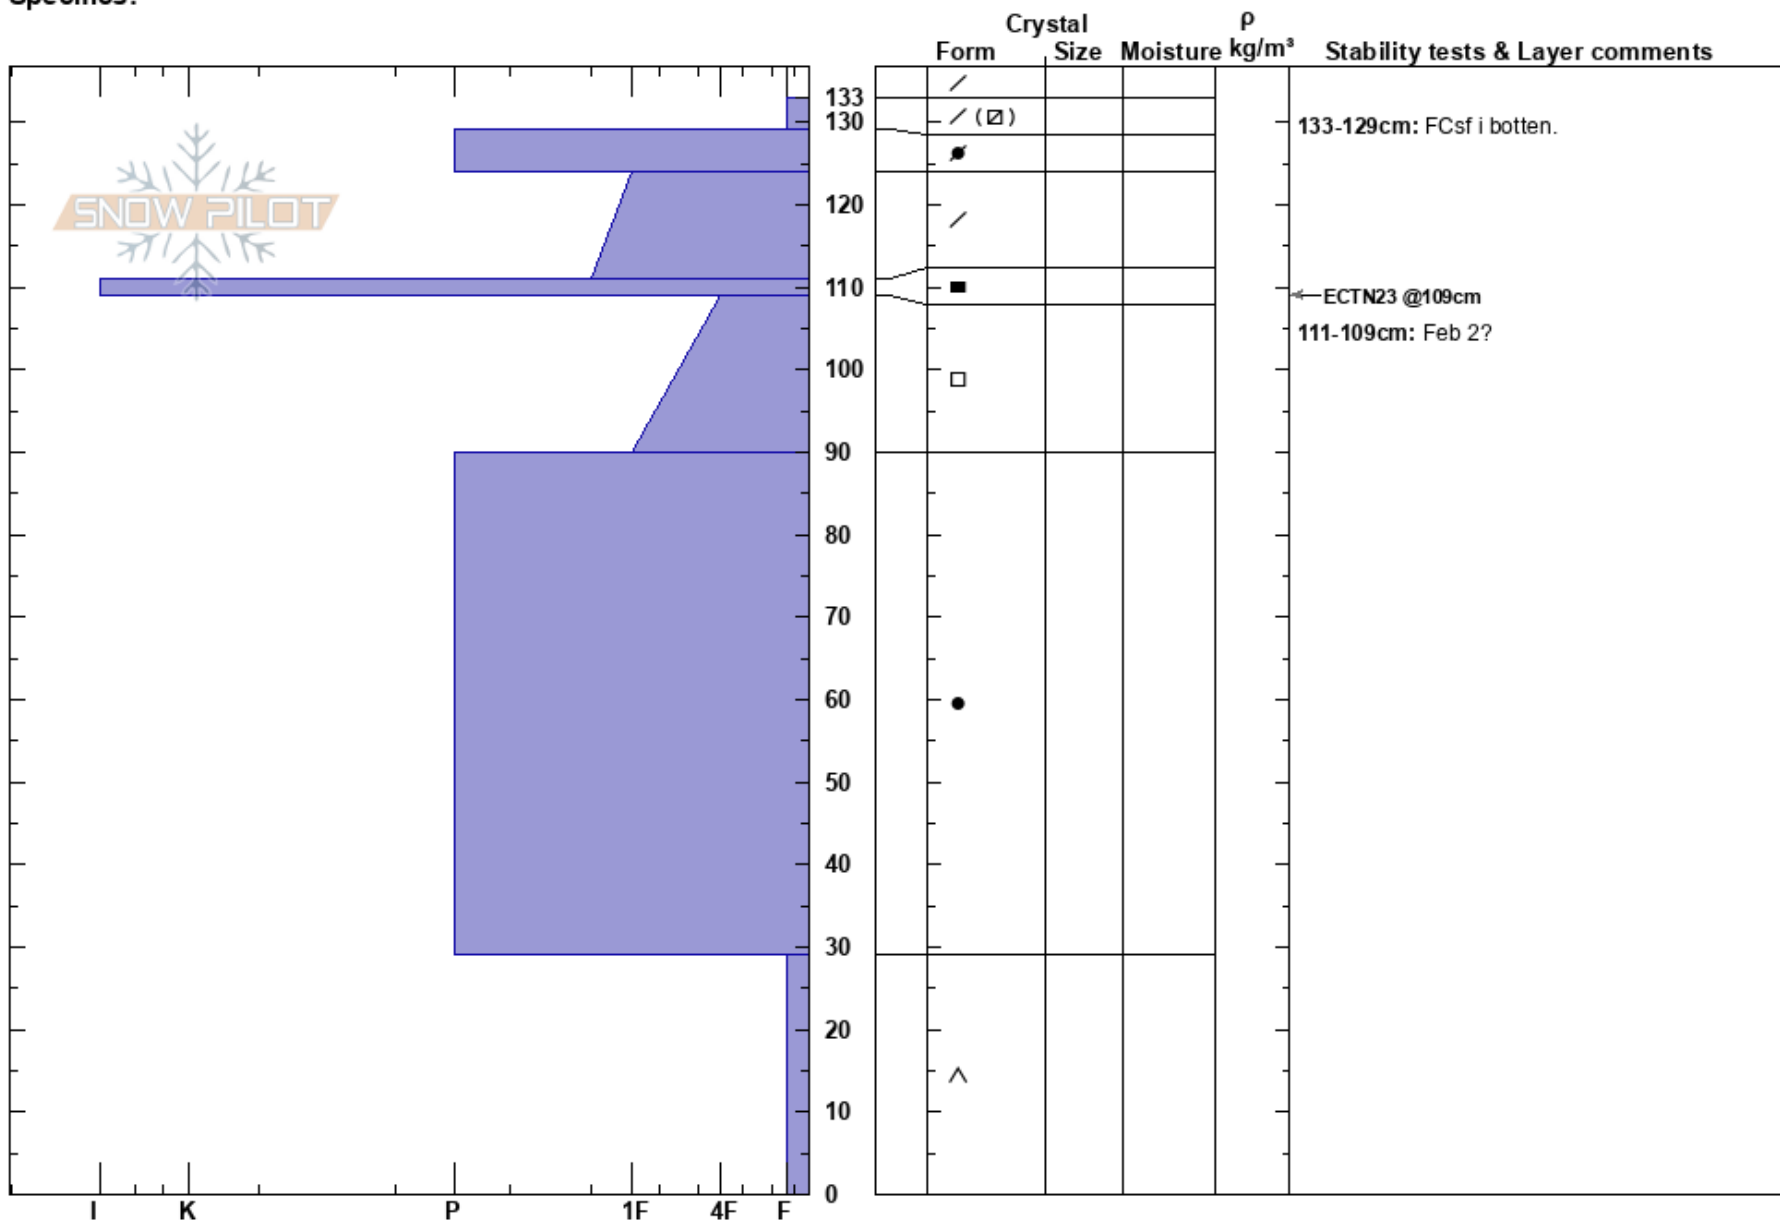 Specifics:
Crystal ρ
Form Size Moisture kg/m³ Stability tests & Layer comments
133
130
133-129cm: FCsf i botten.
SNOW PILOT
120
110
ECTN23 @109cm
111-109cm: Feb 2?
100
90
80
70
60
50
40
30
20
10
0
I K P 1F 4F F